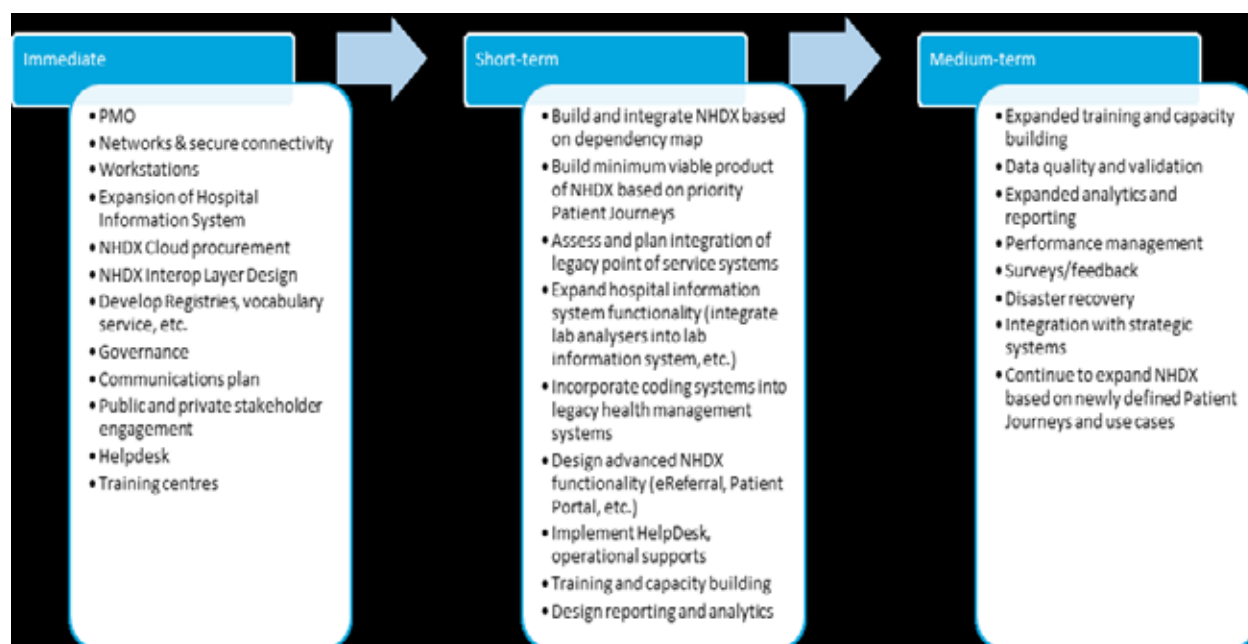 Immediate
• PMO
• Networks & secure connectivity
• Workstations
• Expansion of Hospital
Information System
• NHDX Cloud procurement
• NHDX Interop Layer Design
• Develop Registries, vocabulary
service, etc.
• Governance
• Communications plan
• Public and private stakeholder
engagement
• Helpdesk
• Training centres
Short-term
• Build and integrate NHDX based
on dependency map
• Build minimum viable product
of NHDX based on priority
Patient Journeys
• Assess and plan integration of
legacy point of service systems
• Expand hospital information
system functionality (integrate
lab analysers into lab
information system, etc.)
• Incorporate coding systems into
legacy health management
systems
• Design advanced NHDX
functionality (eReferral, Patient
Portal, etc.)
• Implement HelpDesk,
operational supports
• Training and capacity building
• Design reporting and analytics
Medium-term
• Expanded training and capacity
building
• Data quality and validation
• Expanded analytics and
reporting
• Performance management
• Surveys/feedback
• Disaster recovery
• Integration with strategic
systems
• Continue to expand NHDX
based on newly defined Patient
Journeys and use cases